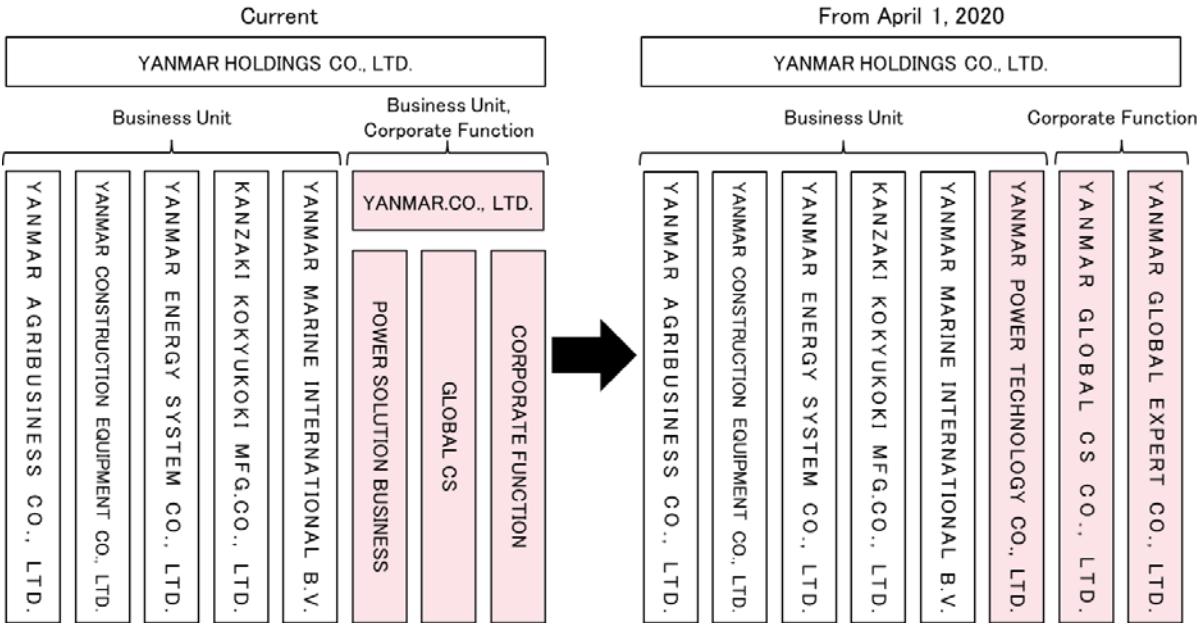 Current
YANMAR HOLDINGS CO., LTD.
Business Unit
Business Unit,
Corporate Function
YANMAR AGRIBUSINESS CO., LTD.
YANMAR CONSTRUCTION EQUIPMENT CO., LTD.
YANMAR ENERGY SYSTEM CO., LTD.
KANZAKI KOKYUKOKI MFG.CO., LTD.
YANMAR MARINE INTERNATIONAL B.V.
YANMAR.CO., LTD.
POWER SOLUTION BUSINESS
GLOBAL CS
CORPORATE FUNCTION
From April 1, 2020
YANMAR HOLDINGS CO., LTD.
Business Unit
Corporate Function
YANMAR AGRIBUSINESS CO., LTD.
YANMAR CONSTRUCTION EQUIPMENT CO., LTD.
YANMAR ENERGY SYSTEM CO., LTD.
KANZAKI KOKYUKOKI MFG.CO., LTD.
YANMAR MARINE INTERNATIONAL B.V.
YANMAR POWER TECHNOLOGY CO., LTD.
YANMAR GLOBAL CS CO., LTD.
YANMAR GLOBAL EXPERT CO., LTD.